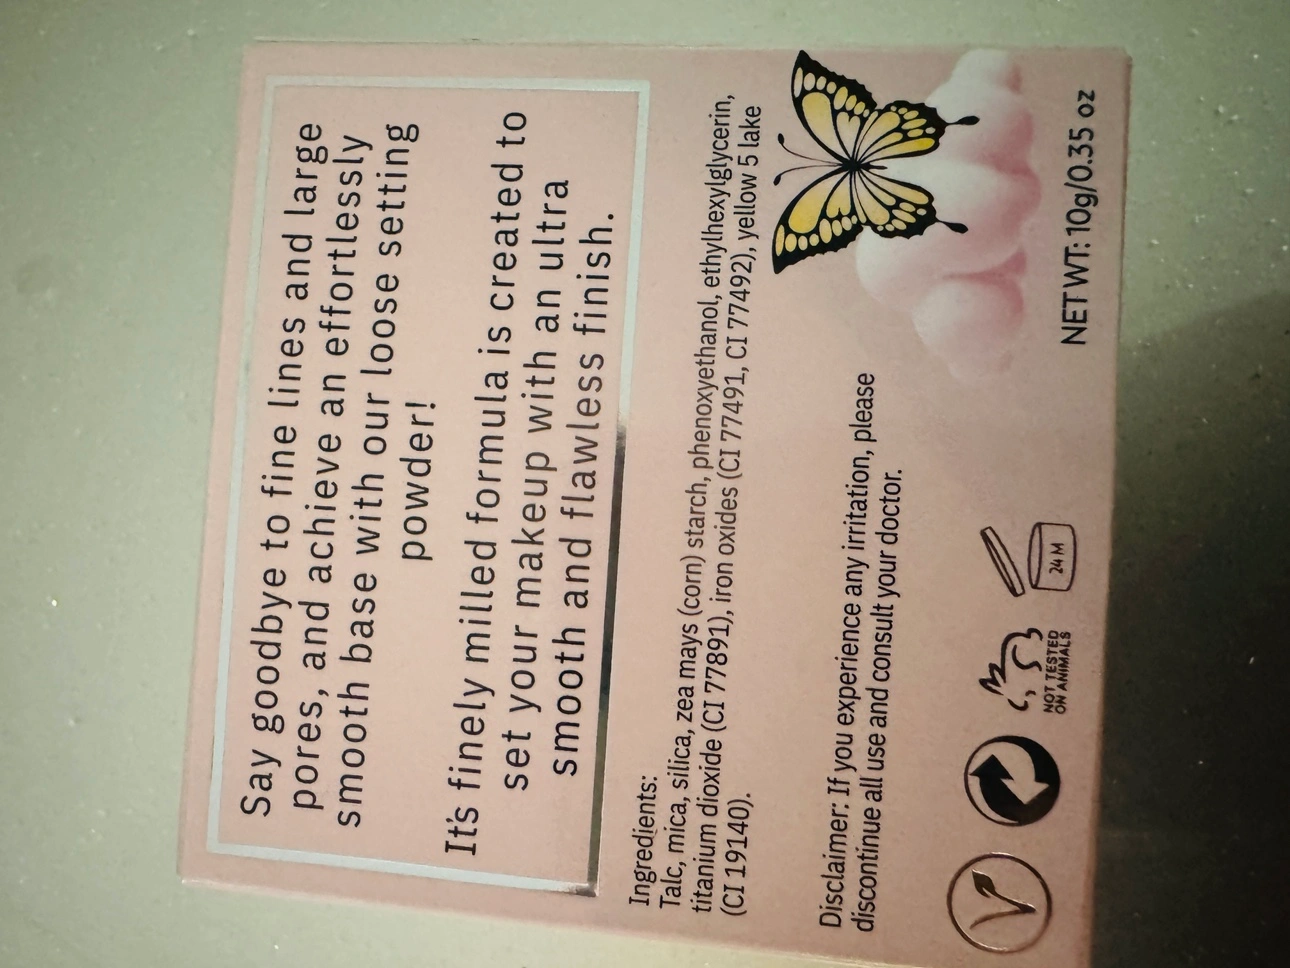 Say goodbye to fine lines and large
pores, and achieve an effortlessly
smooth base with our loose setting
powder!
It's finely milled formula is created to
set your makeup with an ultra
smooth and flawless finish.
Ingredients:
Talc, mica, silica, zea mays (corn) starch, phenoxyethanol, ethylhexylglycerin,
titanium dioxide (CI 77891), iron oxides (CI 77491, CI 77492), yellow 5 lake
(CI 19140).
Disclaimer: If you experience any irritation, please
discontinue all use and consult your doctor.
V
NOT TESTED
ON ANIMALS
24 M
NET WT: 10g/0.35 oz